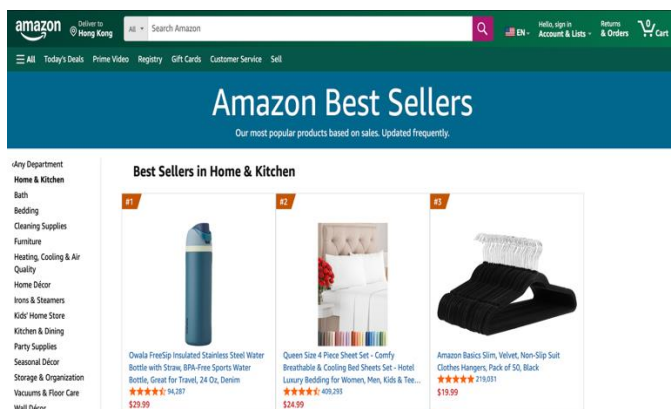 amazon
Deliver to
Hong Kong
All
Search Amazon
EN
Hello, sign in
Account & Lists
Returns
& Orders
0
Cart
All
Today's Deals
Prime Video
Registry
Gift Cards
Customer Service
Sell
Amazon Best Sellers
Our most popular products based on sales. Updated frequently.
‹Any Department
Home & Kitchen
Bath
Bedding
Cleaning Supplies
Furniture
Heating, Cooling & Air
Quality
Home Décor
Irons & Steamers
Kids' Home Store
Kitchen & Dining
Party Supplies
Seasonal Décor
Storage & Organization
Vacuums & Floor Care
Wall Décor
Best Sellers in Home & Kitchen
#1
Owala FreeSip Insulated Stainless Steel Water
Bottle with Straw, BPA-Free Sports Water
Bottle, Great for Travel, 24 Oz, Denim
94,287
$29.99
#2
Queen Size 4 Piece Sheet Set - Comfy
Breathable & Cooling Bed Sheets Set - Hotel
Luxury Bedding for Women, Men, Kids & Tee...
409,293
$24.99
#3
Amazon Basics Slim, Velvet, Non-Slip Suit
Clothes Hangers, Pack of 50, Black
219,031
$19.99